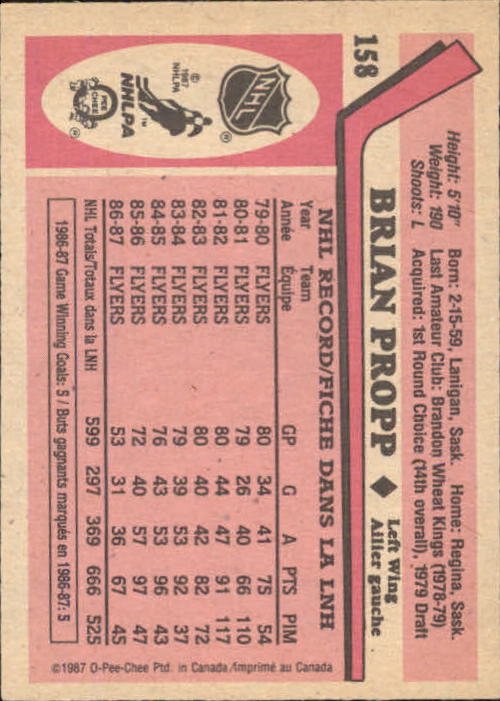 158
Height: 5'10" Born: 2-15-59, Lanigan, Sask. Home: Regina, Sask.
Weight: 190 Last Amateur Club: Brandon Wheat Kings (1978-79)
Shoots: L Acquired: 1st Round Choice (14th overall), 1979 Draft
BRIAN PROPP ◆ Left Wing
Ailier gauche
NHL
®
© 1987 NHLPA
™
NHLPA
O PEE CHEE
®
NHL RECORD/FICHE DANS LA LNH
Year Team GP G A PTS PIM
Année Équipe
79-80 FLYERS 80 34 41 75 54
80-81 FLYERS 79 26 40 66 110
81-82 FLYERS 80 44 47 91 117
82-83 FLYERS 80 40 42 82 72
83-84 FLYERS 79 39 53 92 37
84-85 FLYERS 76 43 53 96 43
85-86 FLYERS 72 40 57 97 47
86-87 FLYERS 53 31 36 67 45
NHL Totals/Totaux dans la LNH 599 297 369 666 525
1986-87 Game Winning Goals: 5 / Buts gagnants marqués en 1986-87: 5
©1987 O-Pee-Chee Ptd. in Canada/Imprimé au Canada